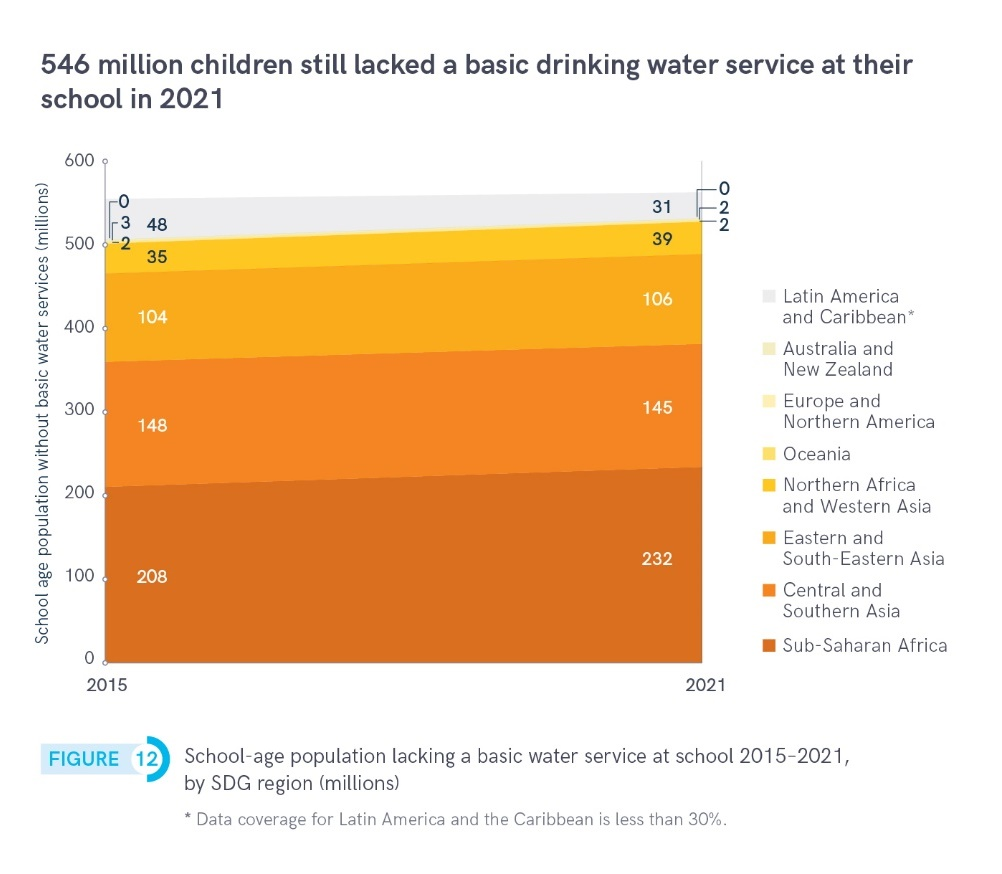 546 million children still lacked a basic drinking water service at their
school in 2021
School age population without basic water services (millions)
600
500
400
300
200
100
0
0
3
2
48
35
104
148
208
0
2
2
31
39
106
145
232
2015
2021
Latin America
and Caribbean*
Australia and
New Zealand
Europe and
Northern America
Oceania
Northern Africa
and Western Asia
Eastern and
South-Eastern Asia
Central and
Southern Asia
Sub-Saharan Africa
FIGURE 12
School-age population lacking a basic water service at school 2015–2021,
by SDG region (millions)
* Data coverage for Latin America and the Caribbean is less than 30%.